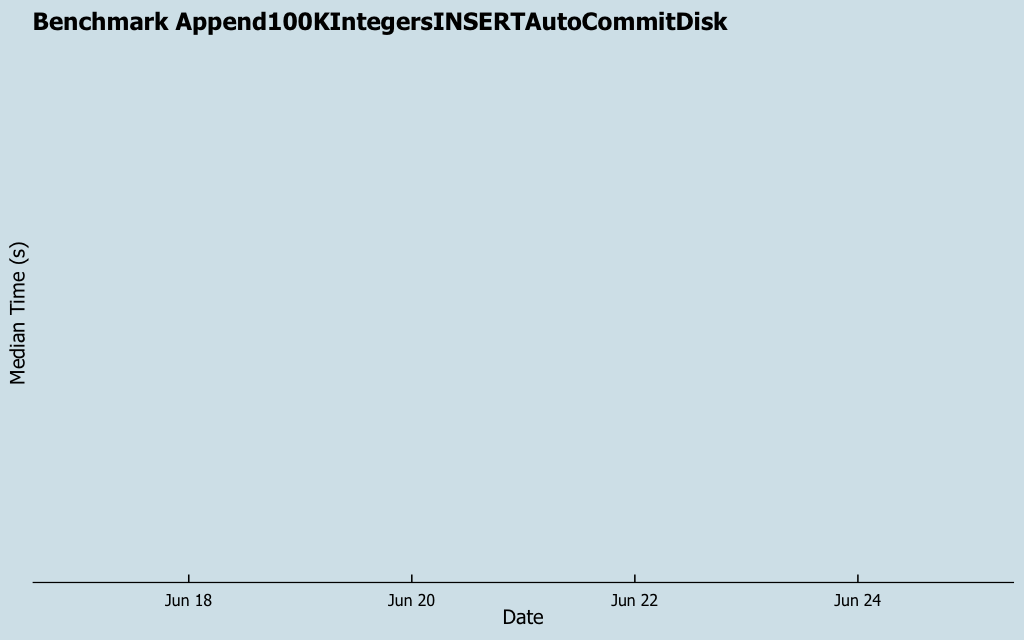 Benchmark Append100KIntegersINSERTAutoCommitDisk
Median Time (s)
Jun 18 Jun 20 Jun 22 Jun 24
Date